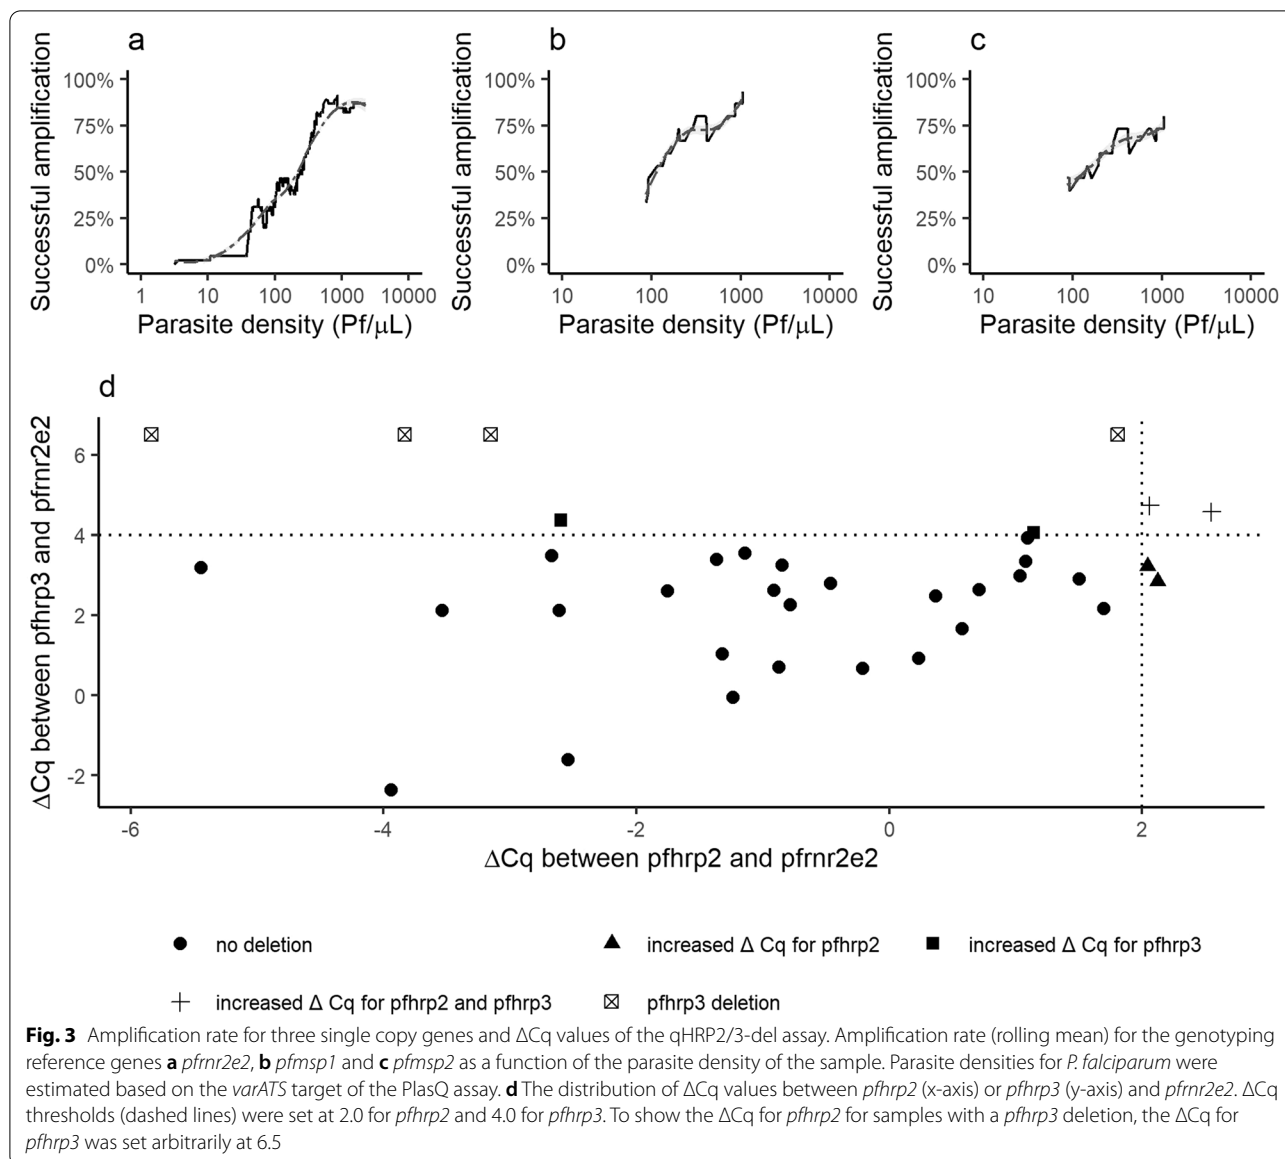 a
b
c
Successful amplification
100%
75%
50%
25%
0%
1 10 100 1000 10000
Parasite density (Pf/μL)
Successful amplification
100%
75%
50%
25%
0%
10 100 1000 10000
Parasite density (Pf/μL)
Successful amplification
100%
75%
50%
25%
0%
10 100 1000 10000
Parasite density (Pf/μL)
d
ΔCq between pfhrp3 and pfrnr2e2
6
4
2
0
-2
-6 -4 -2 0 2
ΔCq between pfhrp2 and pfrnr2e2
no deletion
increased Δ Cq for pfhrp2
increased Δ Cq for pfhrp3
increased Δ Cq for pfhrp2 and pfhrp3
pfhrp3 deletion
Fig. 3 Amplification rate for three single copy genes and ΔCq values of the qHRP2/3-del assay. Amplification rate (rolling mean) for the genotyping
reference genes a pfrnr2e2, b pfmsp1 and c pfmsp2 as a function of the parasite density of the sample. Parasite densities for P. falciparum were
estimated based on the varATS target of the PlasQ assay. d The distribution of ΔCq values between pfhrp2 (x-axis) or pfhrp3 (y-axis) and pfrnr2e2. ΔCq
thresholds (dashed lines) were set at 2.0 for pfhrp2 and 4.0 for pfhrp3. To show the ΔCq for pfhrp2 for samples with a pfhrp3 deletion, the ΔCq for
pfhrp3 was set arbitrarily at 6.5